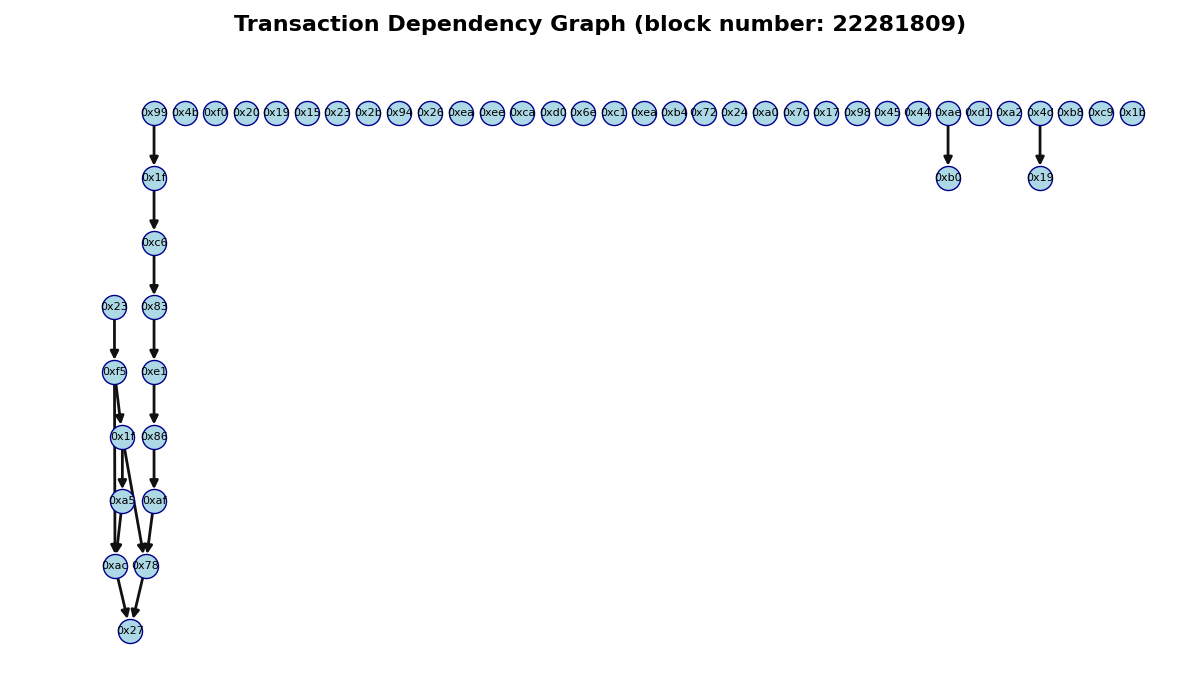 Transaction Dependency Graph (block number: 22281809)
0x99 0x4b 0xf0 0x20 0x19 0x15 0x23 0x2b 0x94 0x26 0xea 0xee 0xca 0xd0 0x6e 0xc1 0xea 0xb4 0x72 0x24 0xa0 0x7c 0x17 0x98 0x45 0x44 0xae 0xd1 0xa2 0x4d 0xb8 0xc9 0x1b
0x1f 0xb0 0x19
0xc6
0x23 0x83
0xf5 0xe1
0x1f 0x86
0xa5 0xaf
0xac 0x78
0x27